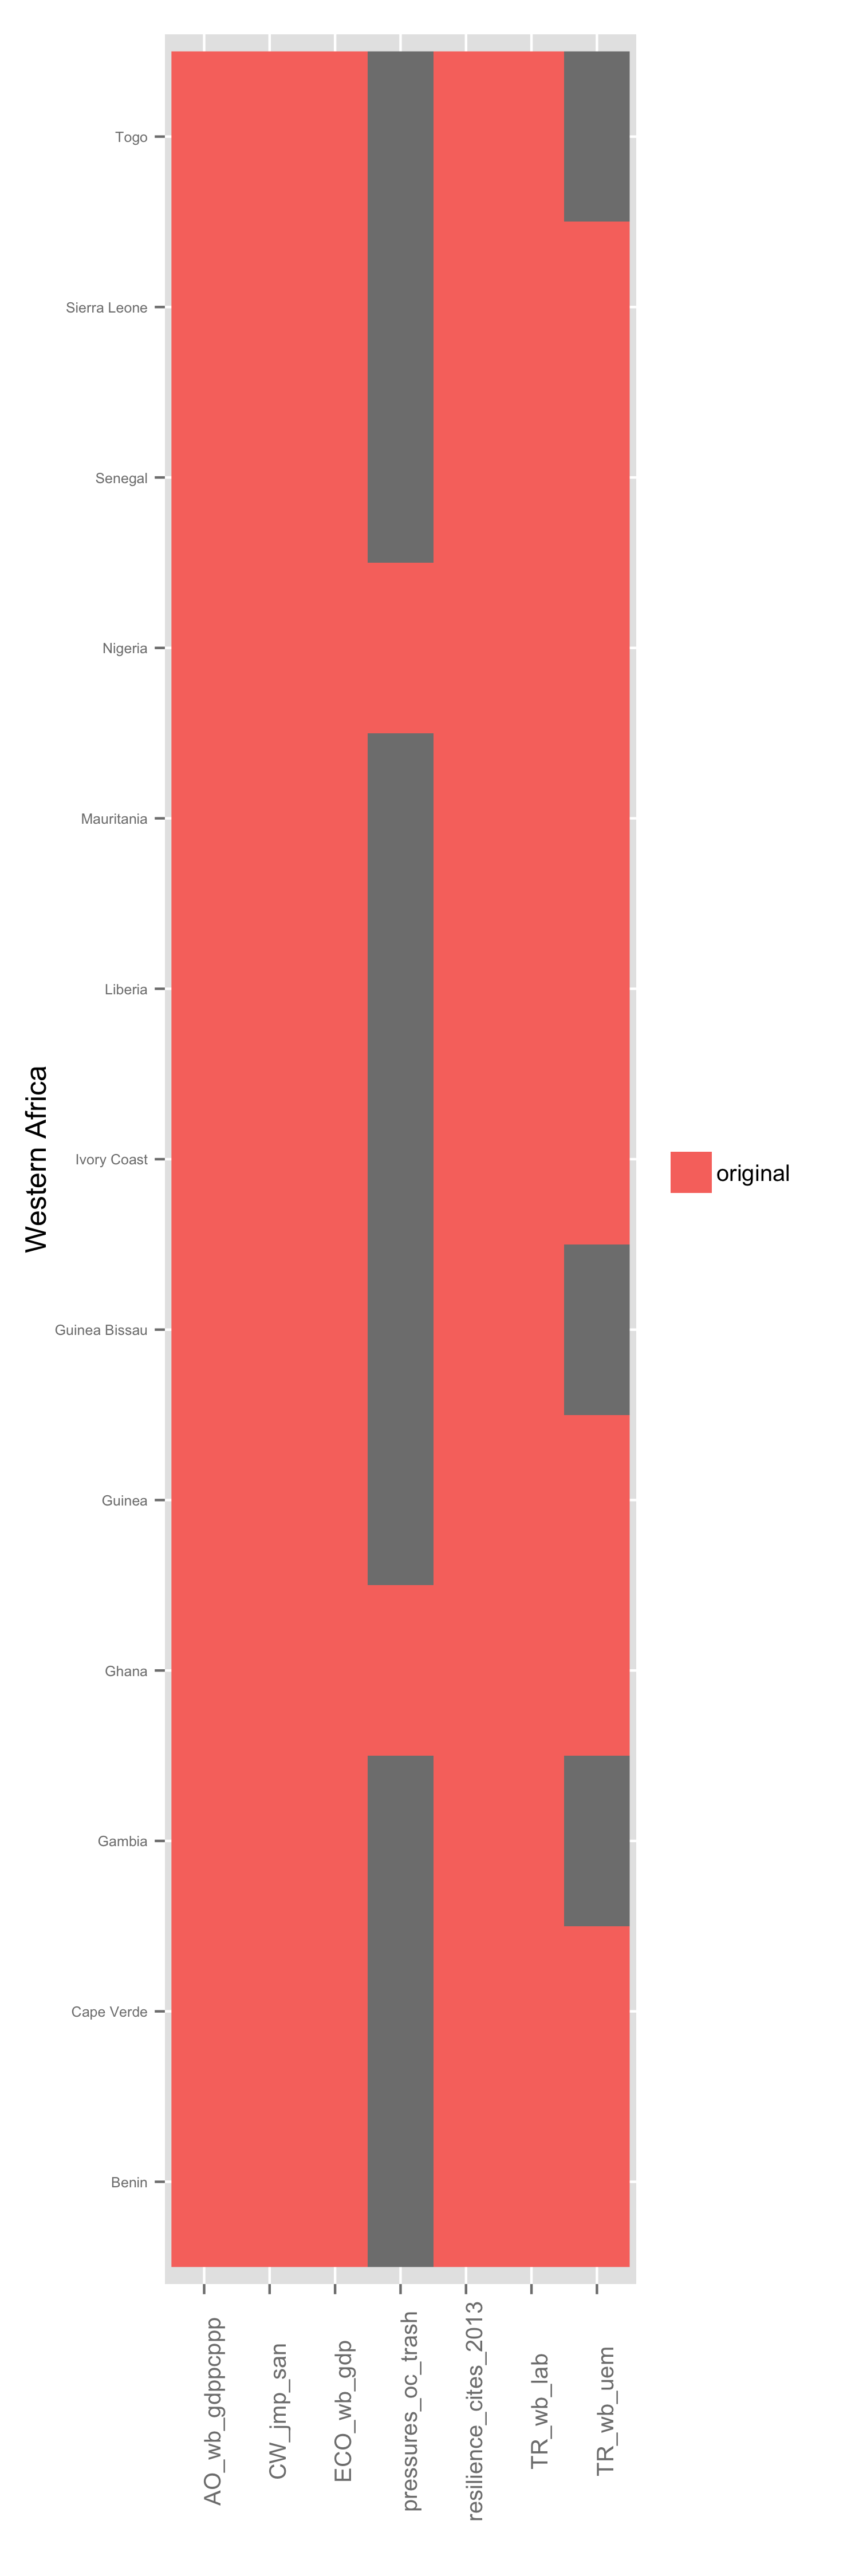 Togo
Sierra Leone
Senegal
Nigeria
Mauritania
Liberia
Ivory Coast
Guinea Bissau
Guinea
Ghana
Gambia
Cape Verde
Benin
Western Africa
original
AO_wb_gdppcppp
CW_jmp_san
ECO_wb_gdp
pressures_oc_trash
resilience_cites_2013
TR_wb_lab
TR_wb_uem